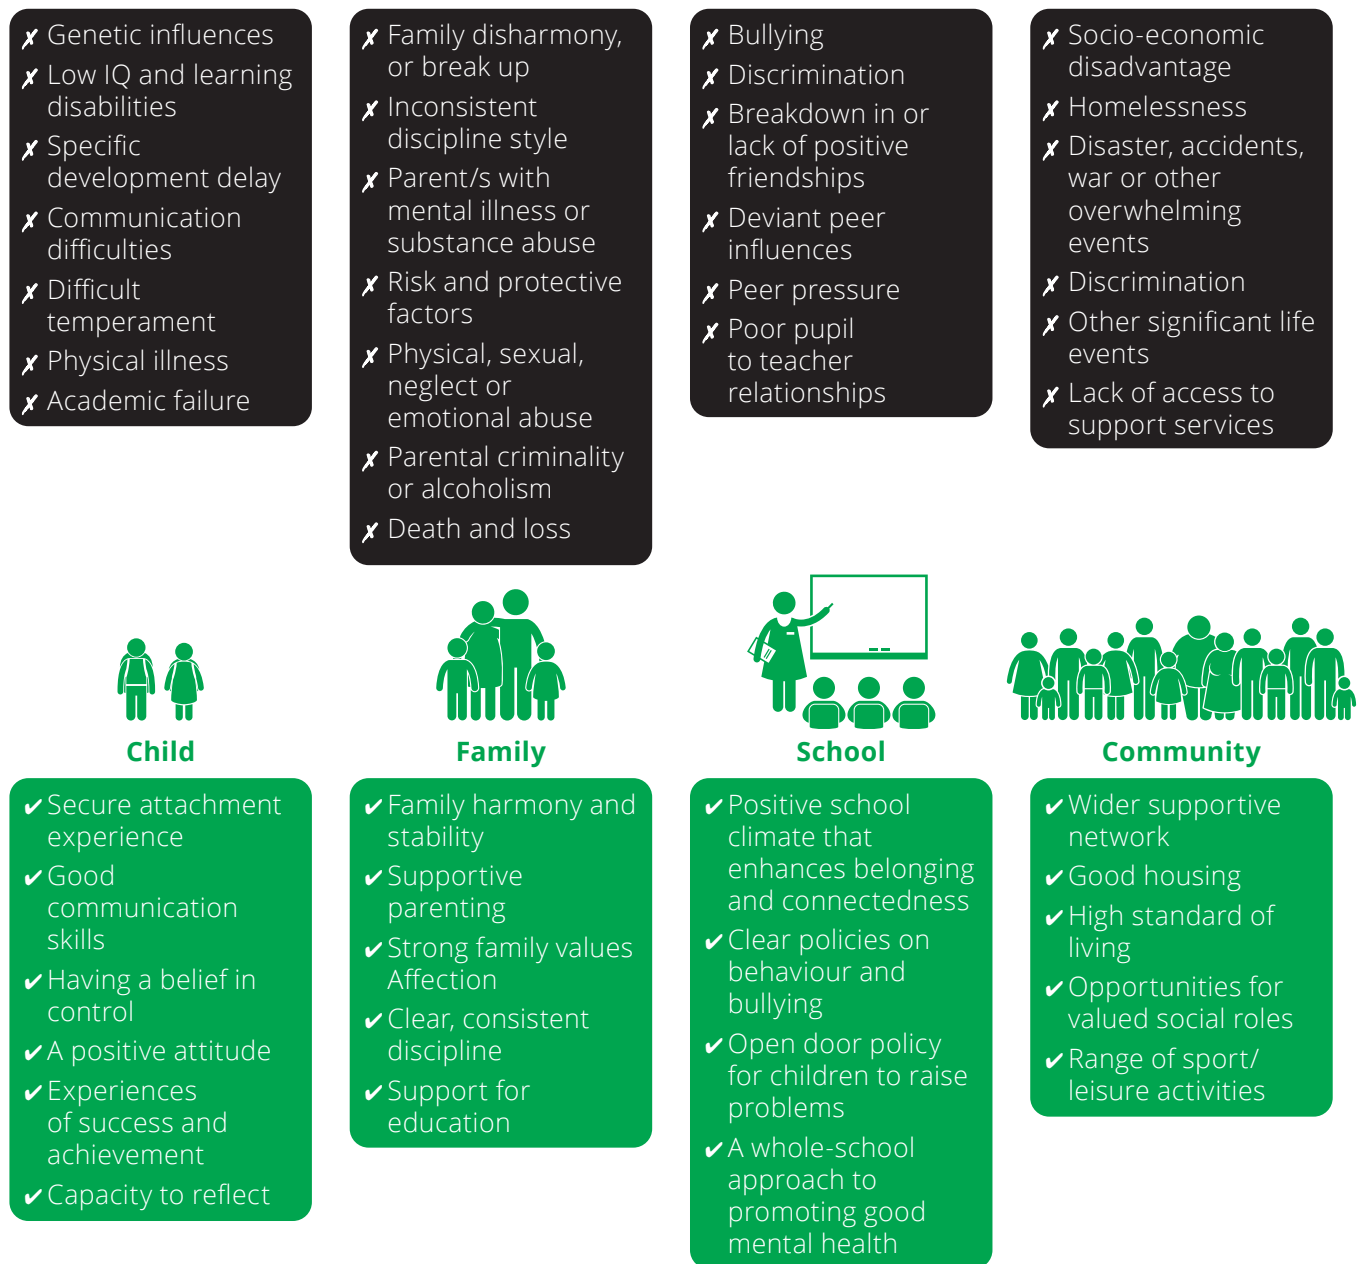 ✗ Genetic influences
✗ Low IQ and learning
disabilities
✗ Specific
development delay
✗ Communication
difficulties
✗ Difficult
temperament
✗ Physical illness
✗ Academic failure
✗ Family disharmony,
or break up
✗ Inconsistent
discipline style
✗ Parent/s with
mental illness or
substance abuse
✗ Risk and protective
factors
✗ Physical, sexual,
neglect or
emotional abuse
✗ Parental criminality
or alcoholism
✗ Death and loss
✗ Bullying
✗ Discrimination
✗ Breakdown in or
lack of positive
friendships
✗ Deviant peer
influences
✗ Peer pressure
✗ Poor pupil
to teacher
relationships
✗ Socio-economic
disadvantage
✗ Homelessness
✗ Disaster, accidents,
war or other
overwhelming
events
✗ Discrimination
✗ Other significant life
events
✗ Lack of access to
support services
Child
Family
School
Community
✔ Secure attachment
experience
✔ Good
communication
skills
✔ Having a belief in
control
✔ A positive attitude
✔ Experiences
of success and
achievement
✔ Capacity to reflect
✔ Family harmony and
stability
✔ Supportive
parenting
✔ Strong family values
Affection
✔ Clear, consistent
discipline
✔ Support for
education
✔ Positive school
climate that
enhances belonging
and connectedness
✔ Clear policies on
behaviour and
bullying
✔ Open door policy
for children to raise
problems
✔ A whole-school
approach to
promoting good
mental health
✔ Wider supportive
network
✔ Good housing
✔ High standard of
living
✔ Opportunities for
valued social roles
✔ Range of sport/
leisure activities